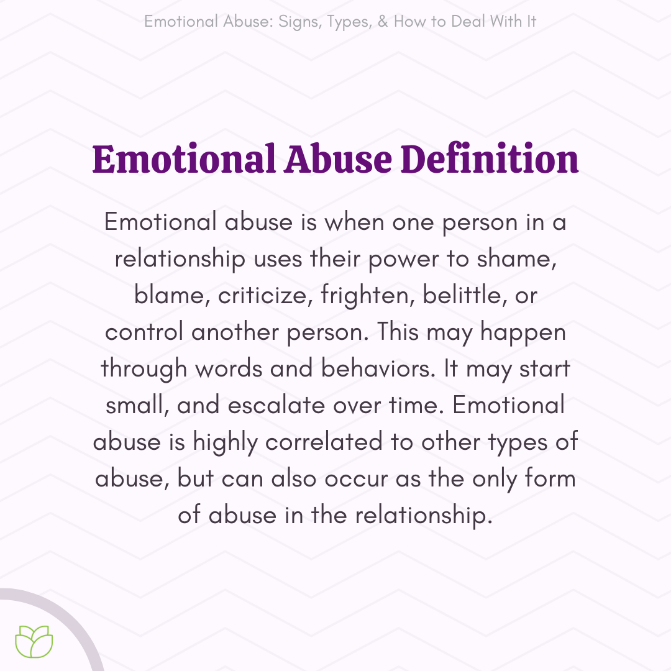 Emotional Abuse: Signs, Types, & How to Deal With It
Emotional Abuse Definition
Emotional abuse is when one person in a
relationship uses their power to shame,
blame, criticize, frighten, belittle, or
control another person. This may happen
through words and behaviors. It may start
small, and escalate over time. Emotional
abuse is highly correlated to other types of
abuse, but can also occur as the only form
of abuse in the relationship.